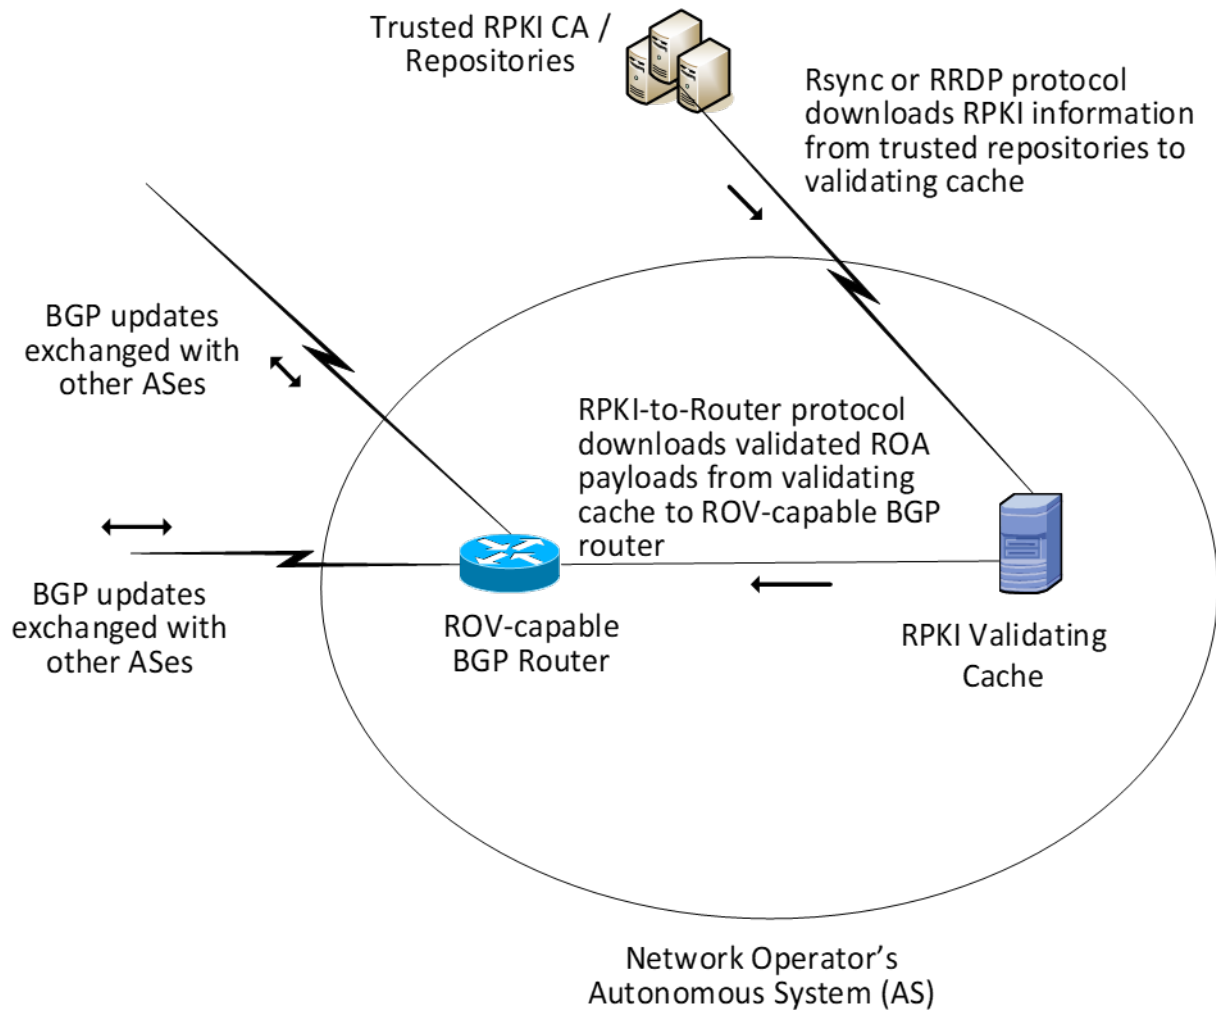 Trusted RPKI CA /
Repositories
Rsync or RRDP protocol
downloads RPKI information
from trusted repositories to
validating cache
BGP updates
exchanged with
other ASes
RPKI-to-Router protocol
downloads validated ROA
payloads from validating
cache to ROV-capable BGP
router
BGP updates
exchanged with
other ASes
ROV-capable
BGP Router
RPKI Validating
Cache
Network Operator’s
Autonomous System (AS)